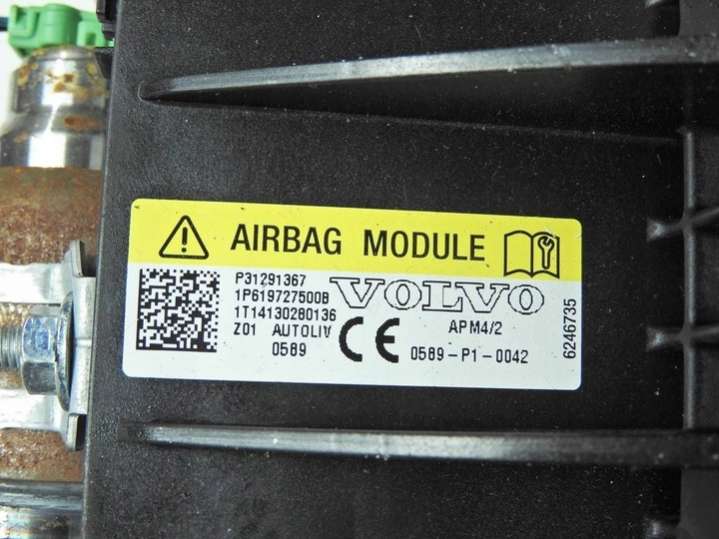 AIRBAG MODULE
P31291367
1P619727500B
1T14130280136
Z01 AUTOLIV
0589
VOLVO
APM4/2
CE 0589-P1-0042
6246735